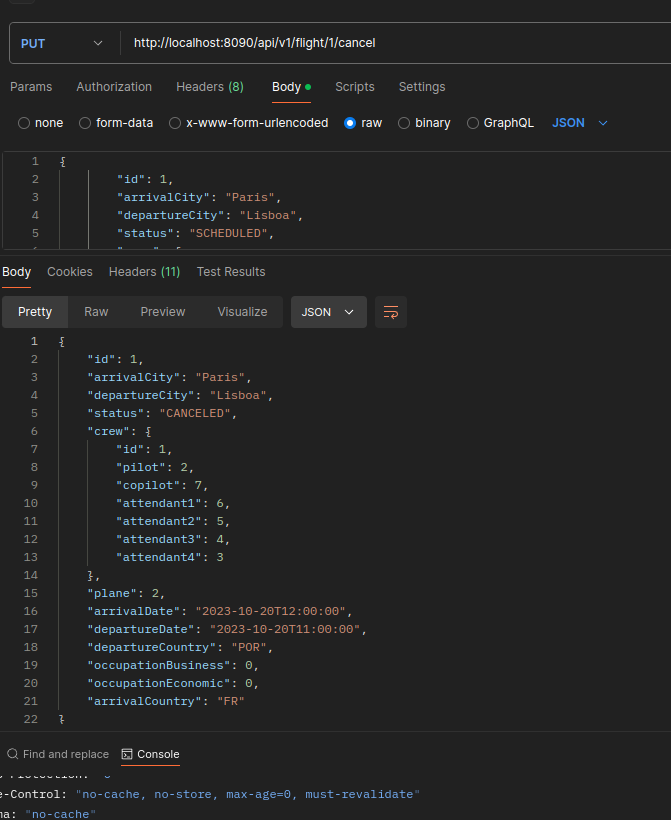 PUT http://localhost:8090/api/v1/flight/1/cancel
Params Authorization Headers (8) Body Scripts Settings
none form-data x-www-form-urlencoded raw binary GraphQL JSON
1 {
2 "id": 1,
3 "arrivalCity": "Paris",
4 "departureCity": "Lisboa",
5 "status": "SCHEDULED",
Body Cookies Headers (11) Test Results
Pretty Raw Preview Visualize JSON
1 {
2 "id": 1,
3 "arrivalCity": "Paris",
4 "departureCity": "Lisboa",
5 "status": "CANCELED",
6 "crew": {
7 "id": 1,
8 "pilot": 2,
9 "copilot": 7,
10 "attendant1": 6,
11 "attendant2": 5,
12 "attendant3": 4,
13 "attendant4": 3
14 },
15 "plane": 2,
16 "arrivalDate": "2023-10-20T12:00:00",
17 "departureDate": "2023-10-20T11:00:00",
18 "departureCountry": "POR",
19 "occupationBusiness": 0,
20 "occupationEconomic": 0,
21 "arrivalCountry": "FR"
22 }
Find and replace Console
e-Control: "no-cache, no-store, max-age=0, must-revalidate"
ma: "no-cache"